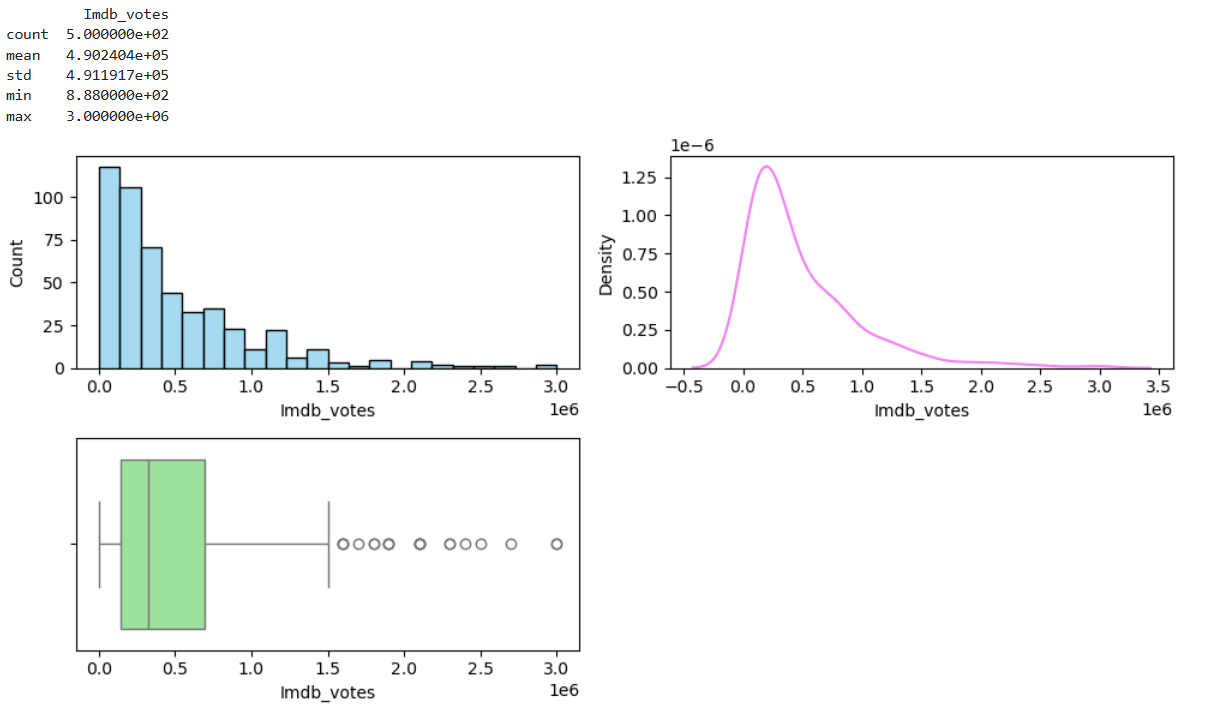 Imdb_votes
count 5.000000e+02
mean 4.902404e+05
std 4.911917e+05
min 8.880000e+02
max 3.000000e+06
100
75
50
25
0
Count
0.0 0.5 1.0 1.5 2.0 2.5 3.0
Imdb_votes
1e6
1e−6
1.25
1.00
0.75
0.50
0.25
0.00
Density
−0.5 0.0 0.5 1.0 1.5 2.0 2.5 3.0 3.5
Imdb_votes
1e6
0.0 0.5 1.0 1.5 2.0 2.5 3.0
Imdb_votes
1e6